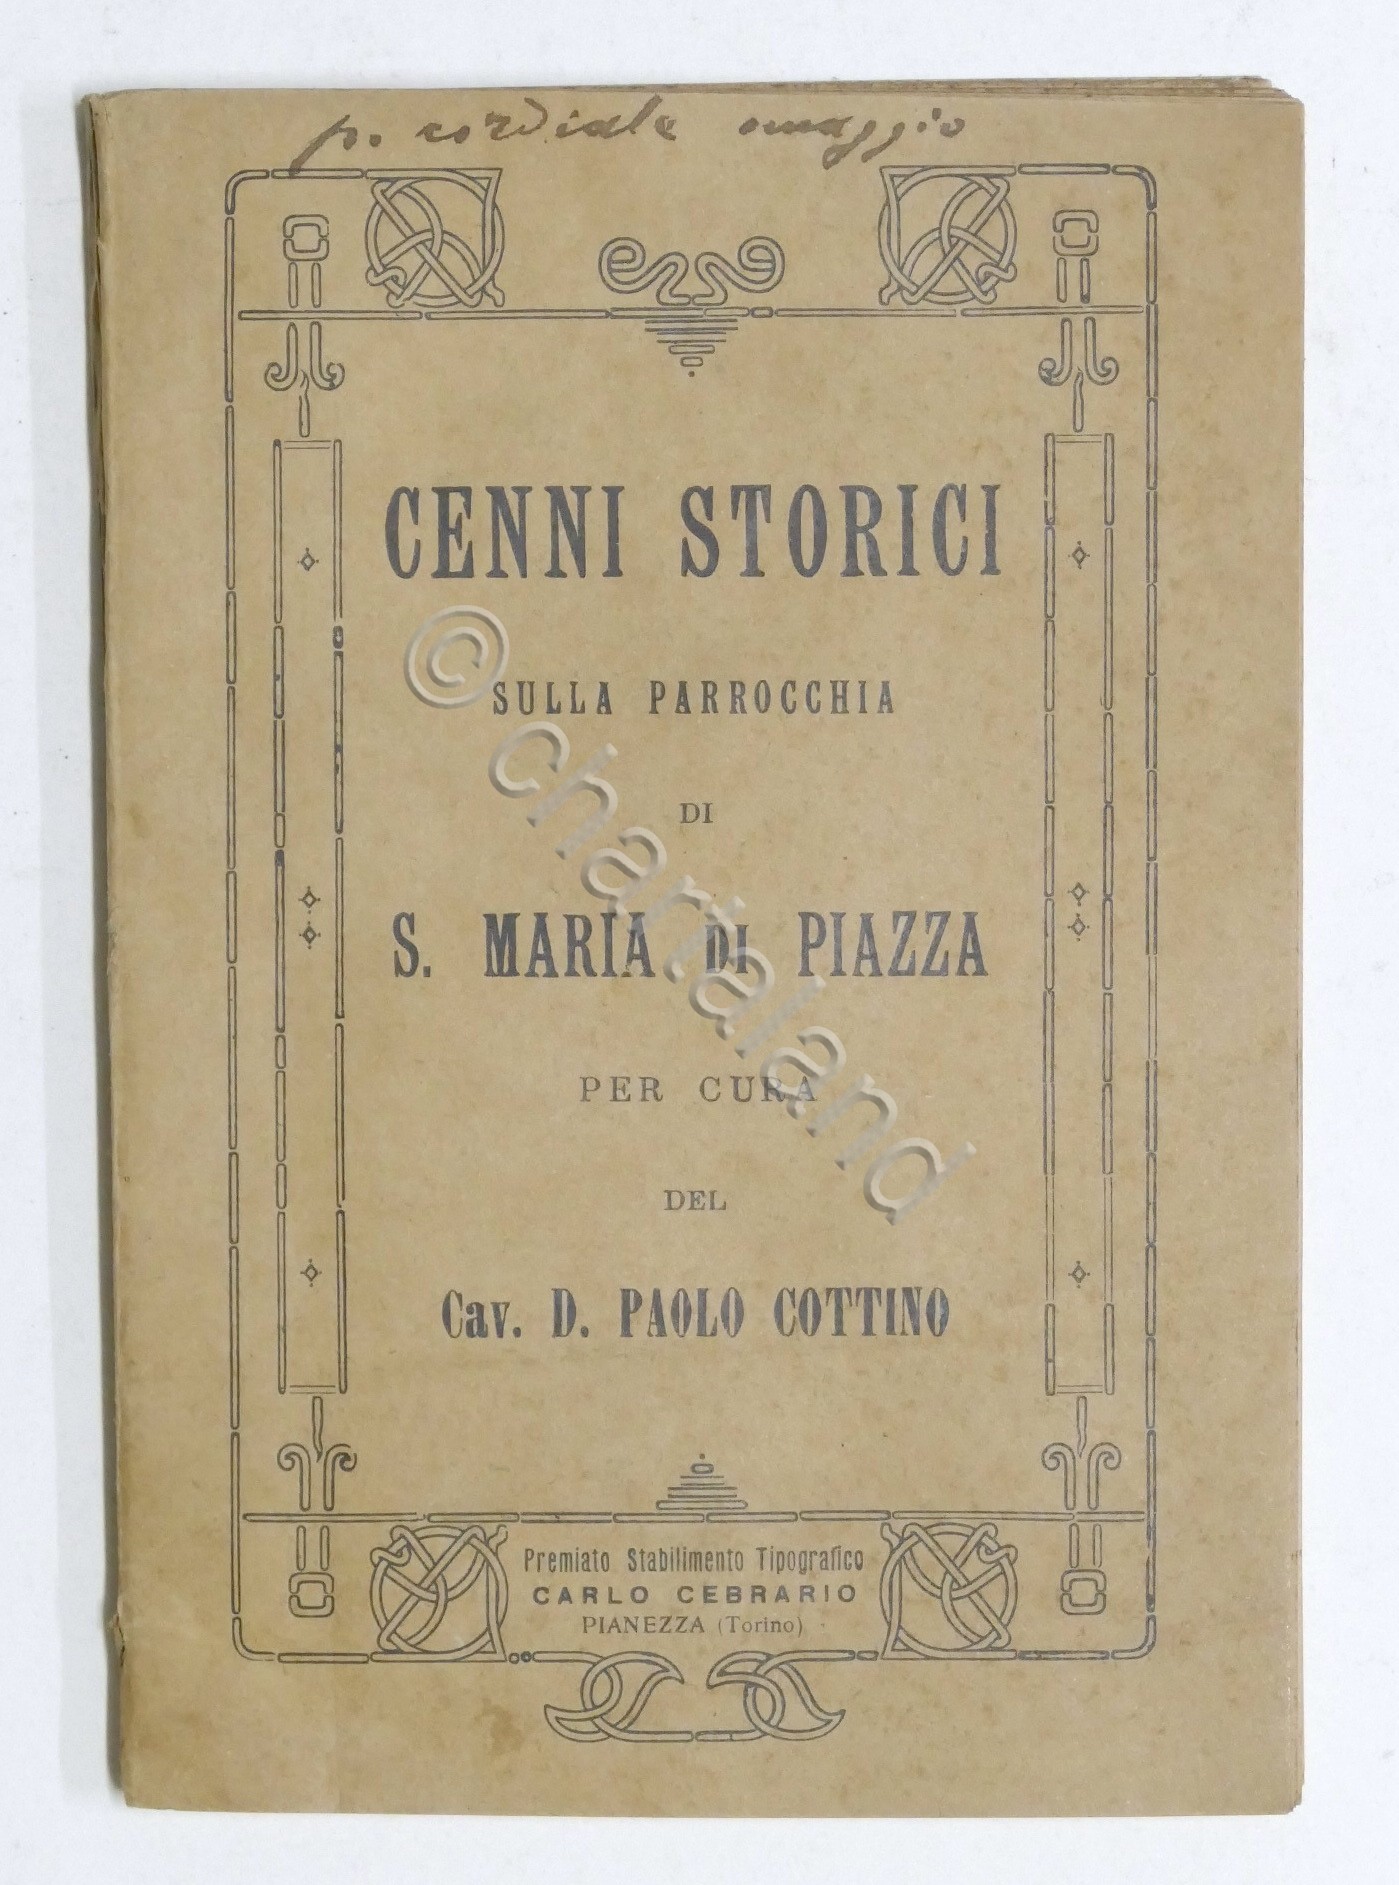 p. cordiale omaggio
CENNI STORICI
SULLA PARROCCHIA
DI
S. MARIA DI PIAZZA
PER CURA
DEL
Cav. D. PAOLO COTTINO
Premiato Stabilimento Tipografico
CARLO CEBRARIO
PIANEZZA (Torino)
© chartaland